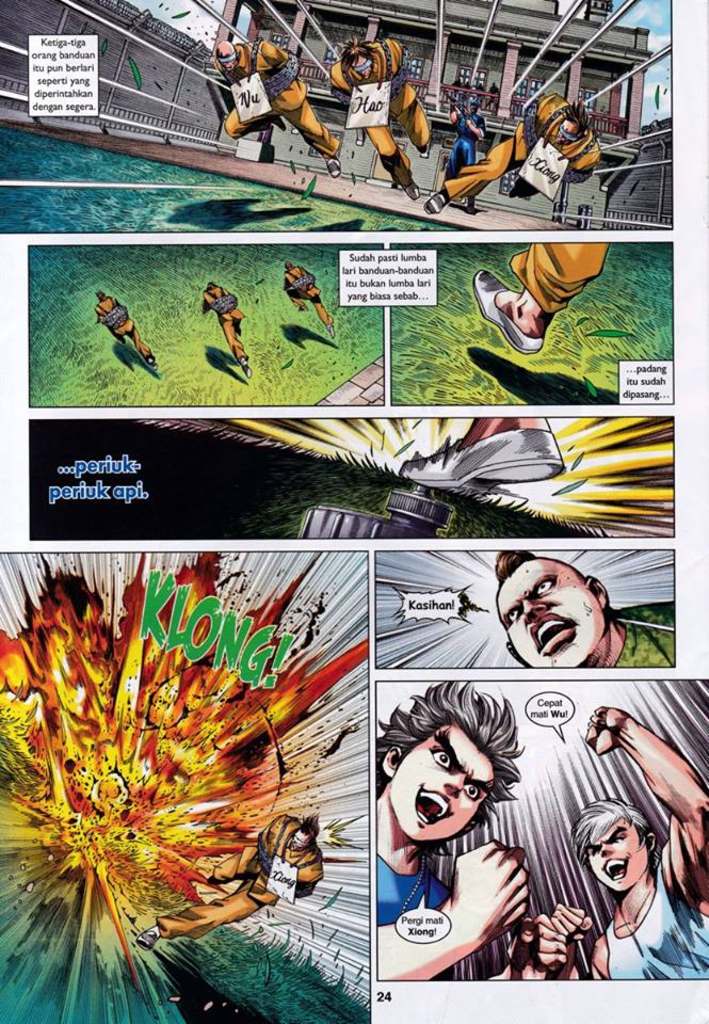 Ketiga-tiga
orang banduan
itu pun berlari
seperti yang
diperintahkan
dengan segera.
Wu
Hao
Xiong
Sudah pasti lumba
lari banduan-banduan
itu bukan lumba lari
yang biasa sebab...
...padang
itu sudah
dipasang...
...periuk-
periuk api.
KLONG!
Xiong
Kasihan!
Cepat
mati Wu!
Pergi mati
Xiong!
24